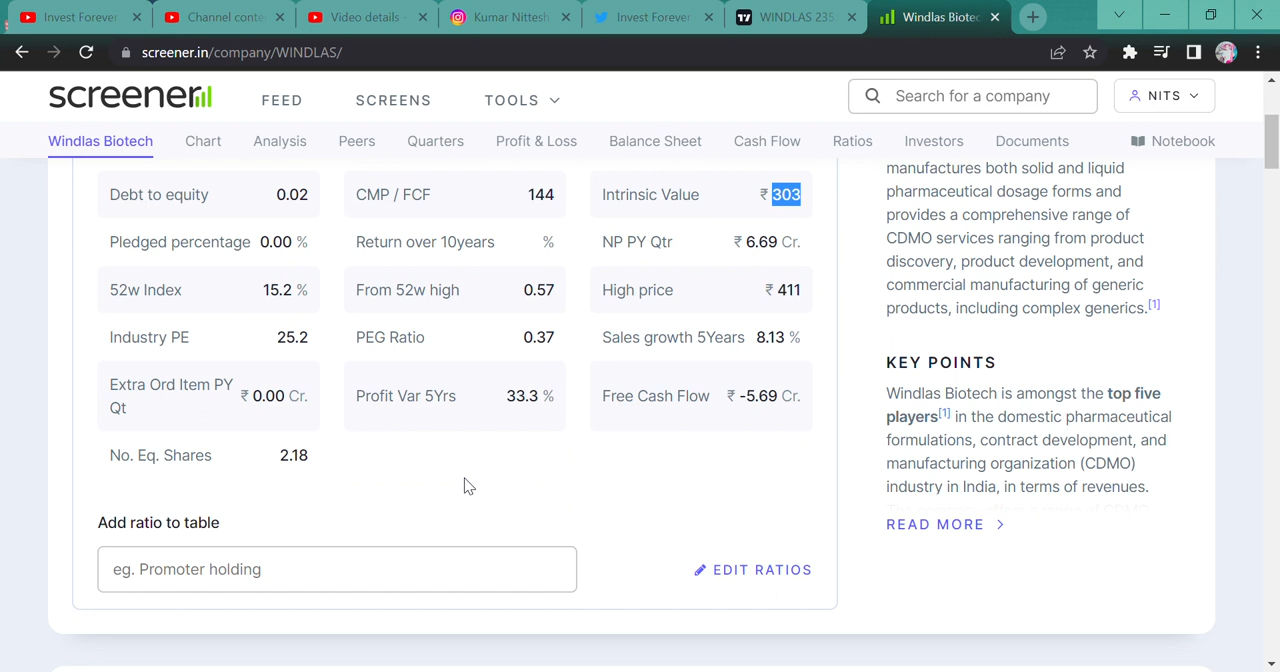 Invest Forever
Channel conte
Video details
Kumar Nittesh
Invest Forever
WINDLAS 235
Windlas Biotec
screener.in/company/WINDLAS/
screener
FEED
SCREENS
TOOLS
Search for a company
NITS
Windlas Biotech
Chart
Analysis
Peers
Quarters
Profit & Loss
Balance Sheet
Cash Flow
Ratios
Investors
Documents
Notebook
Debt to equity 0.02
CMP / FCF 144
Intrinsic Value ₹ 303
Pledged percentage 0.00 %
Return over 10years %
NP PY Qtr ₹ 6.69 Cr.
52w Index 15.2 %
From 52w high 0.57
High price ₹ 411
Industry PE 25.2
PEG Ratio 0.37
Sales growth 5Years 8.13 %
Extra Ord Item PY
Qt ₹ 0.00 Cr.
Profit Var 5Yrs 33.3 %
Free Cash Flow ₹ -5.69 Cr.
No. Eq. Shares 2.18
Add ratio to table
eg. Promoter holding
EDIT RATIOS
manufactures both solid and liquid
pharmaceutical dosage forms and
provides a comprehensive range of
CDMO services ranging from product
discovery, product development, and
commercial manufacturing of generic
products, including complex generics.[1]
KEY POINTS
Windlas Biotech is amongst the top five
players[1] in the domestic pharmaceutical
formulations, contract development, and
manufacturing organization (CDMO)
industry in India, in terms of revenues.
READ MORE